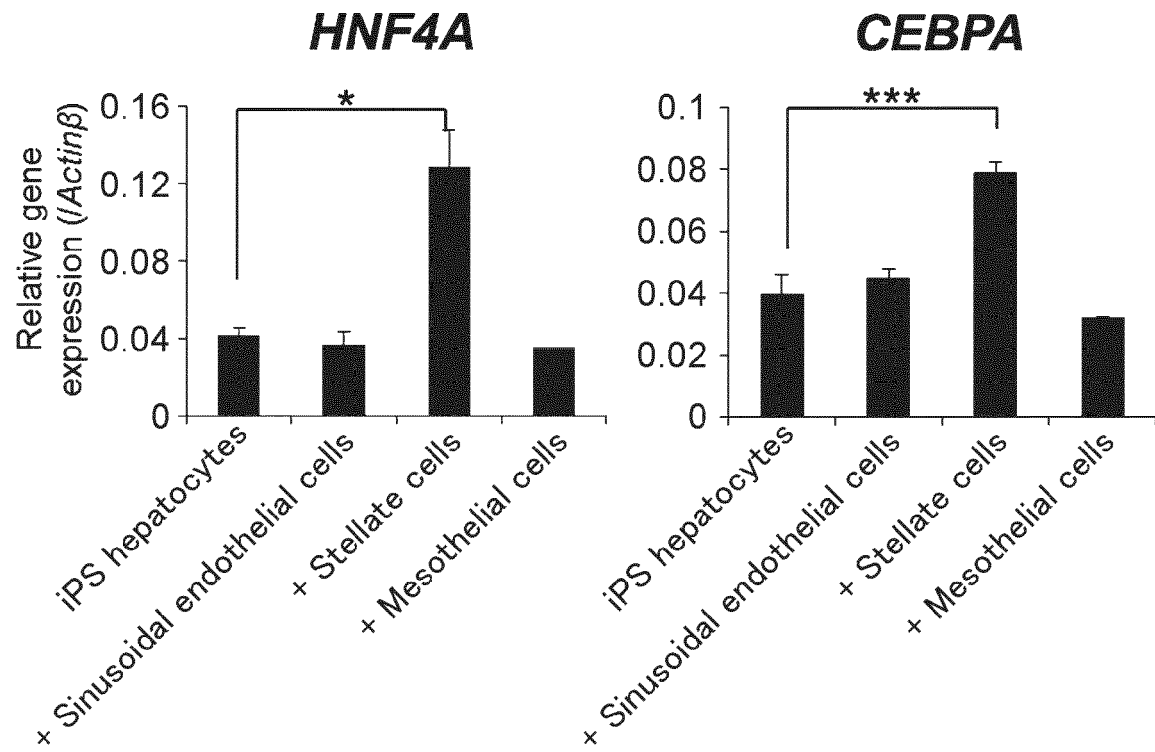 HNF4A
Relative gene
expression (/Actinβ)
0.16
0.12
0.08
0.04
0
*
iPS hepatocytes
+ Sinusoidal endothelial cells
+ Stellate cells
+ Mesothelial cells
CEBPA
0.1
0.08
0.06
0.04
0.02
0
***
iPS hepatocytes
+ Sinusoidal endothelial cells
+ Stellate cells
+ Mesothelial cells